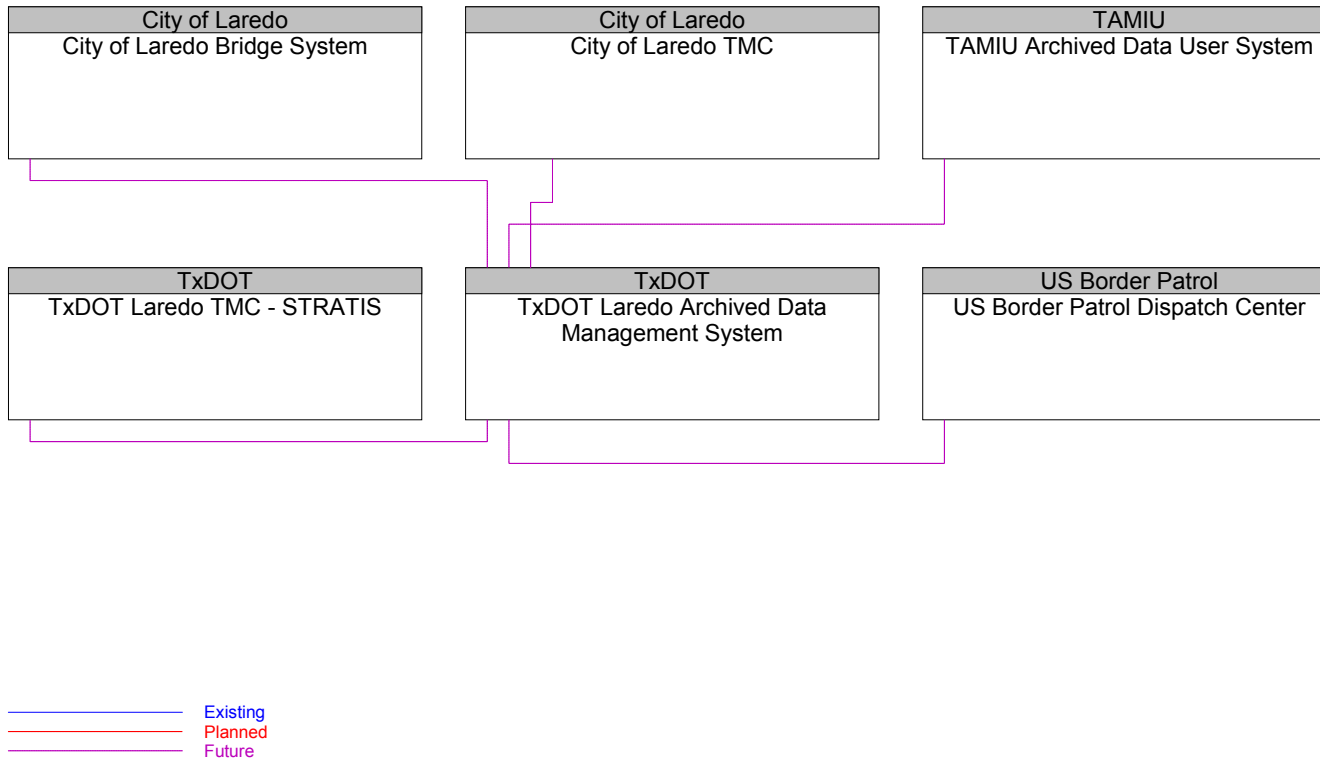 City of Laredo
City of Laredo Bridge System
City of Laredo
City of Laredo TMC
TAMIU
TAMIU Archived Data User System
TxDOT
TxDOT Laredo TMC - STRATIS
TxDOT
TxDOT Laredo Archived Data
Management System
US Border Patrol
US Border Patrol Dispatch Center
Existing
Planned
Future